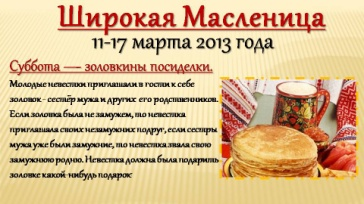 Широкая Масленица
11-17 марта 2013 года
Суббота — золовкины посиделки.
Молодые невестки приглашали в гости к себе
золовок - сестёр мужа и других его родственников.
Если золовка была не замужем, то невестка
приглашала своих незамужних подруг, если сестры
мужа уже были замужние, то невестка звала свою
замужнюю родню. Невестка должна была подарить
золовке какой-нибудь подарок